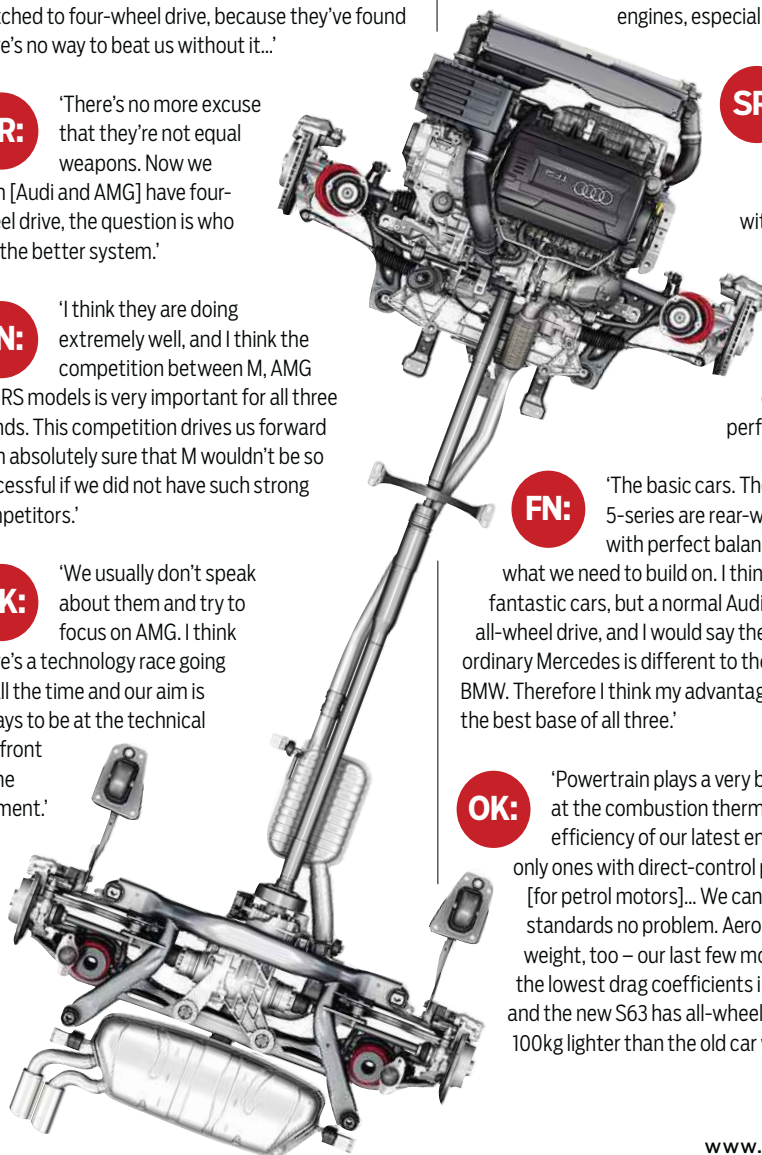 tched to four-wheel drive, because they've found
e's no way to beat us without it...'
R:
'There's no more excuse
that they're not equal
weapons. Now we
[Audi and AMG] have four-
el drive, the question is who
the better system.'
N:
'I think they are doing
extremely well, and I think the
competition between M, AMG
RS models is very important for all three
nds. This competition drives us forward
absolutely sure that M wouldn't be so
cessful if we did not have such strong
petitors.'
K:
'We usually don't speak
about them and try to
focus on AMG. I think
e's a technology race going
all the time and our aim is
ays to be at the technical
front
ne
ment.'
engines, especial
SP
wit
perf
FN:
'The basic cars. The
5-series are rear-w
with perfect balan
what we need to build on. I thin
fantastic cars, but a normal Audi
all-wheel drive, and I would say the
ordinary Mercedes is different to the
BMW. Therefore I think my advantag
the best base of all three.'
OK:
'Powertrain plays a very b
at the combustion therm
efficiency of our latest en
only ones with direct-control p
[for petrol motors]... We can
standards no problem. Aero
weight, too – our last few mo
the lowest drag coefficients i
and the new S63 has all-wheel
100kg lighter than the old car
www.